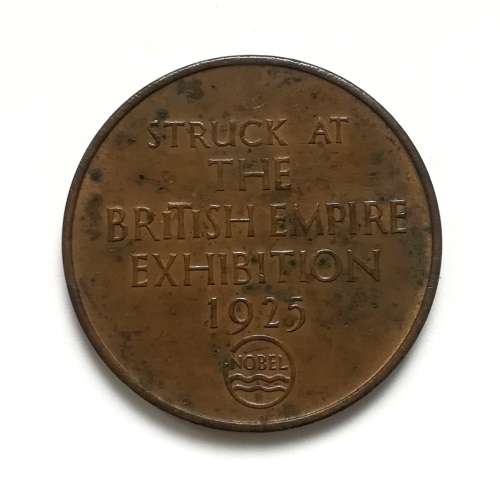 STRUCK AT
THE
BRITISH EMPIRE
EXHIBITION
1925
NOBEL